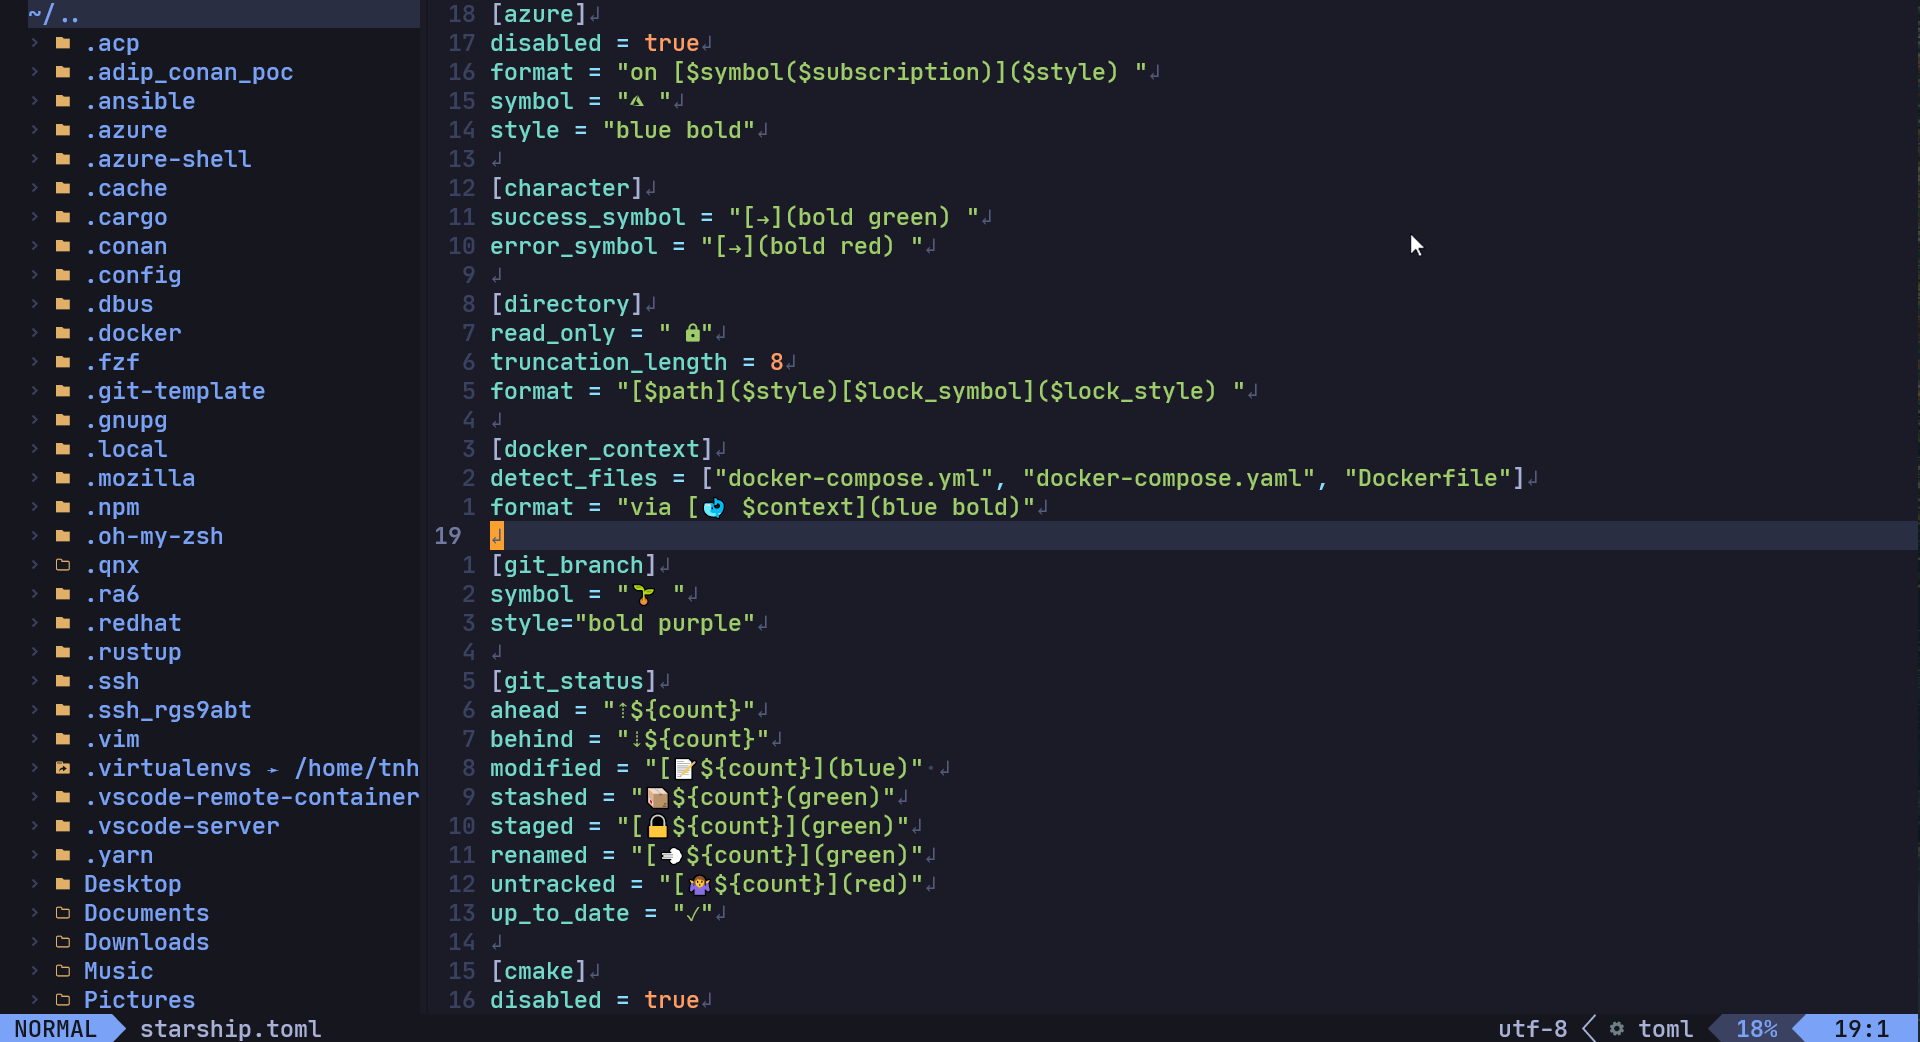 ~/..
.acp
.adip_conan_poc
.ansible
.azure
.azure-shell
.cache
.cargo
.conan
.config
.dbus
.docker
.fzf
.git-template
.gnupg
.local
.mozilla
.npm
.oh-my-zsh
.qnx
.ra6
.redhat
.rustup
.ssh
.ssh_rgs9abt
.vim
.virtualenvs ➛ /home/tnh
.vscode-remote-container
.vscode-server
.yarn
Desktop
Documents
Downloads
Music
Pictures
18 [azure]↲
17 disabled = true↲
16 format = "on [$symbol($subscription)]($style) "↲
15 symbol = "󰠅 "↲
14 style = "blue bold"↲
13 ↲
12 [character]↲
11 success_symbol = "[→](bold green) "↲
10 error_symbol = "[→](bold red) "↲
9 ↲
8 [directory]↲
7 read_only = " 🔒"↲
6 truncation_length = 8↲
5 format = "[$path]($style)[$lock_symbol]($lock_style) "↲
4 ↲
3 [docker_context]↲
2 detect_files = ["docker-compose.yml", "docker-compose.yaml", "Dockerfile"]↲
1 format = "via [🐋 $context](blue bold)"↲
19 ↲
1 [git_branch]↲
2 symbol = "🌱 "↲
3 style="bold purple"↲
4 ↲
5 [git_status]↲
6 ahead = "⇡${count}"↲
7 behind = "⇣${count}"↲
8 modified = "[📝${count}](blue)"·↲
9 stashed = "📦${count}(green)"↲
10 staged = "[🔒${count}](green)"↲
11 renamed = "[💨${count}](green)"↲
12 untracked = "[🤷${count}](red)"↲
13 up_to_date = "✓"↲
14 ↲
15 [cmake]↲
16 disabled = true↲
NORMAL starship.toml utf-8 toml 18% 19:1